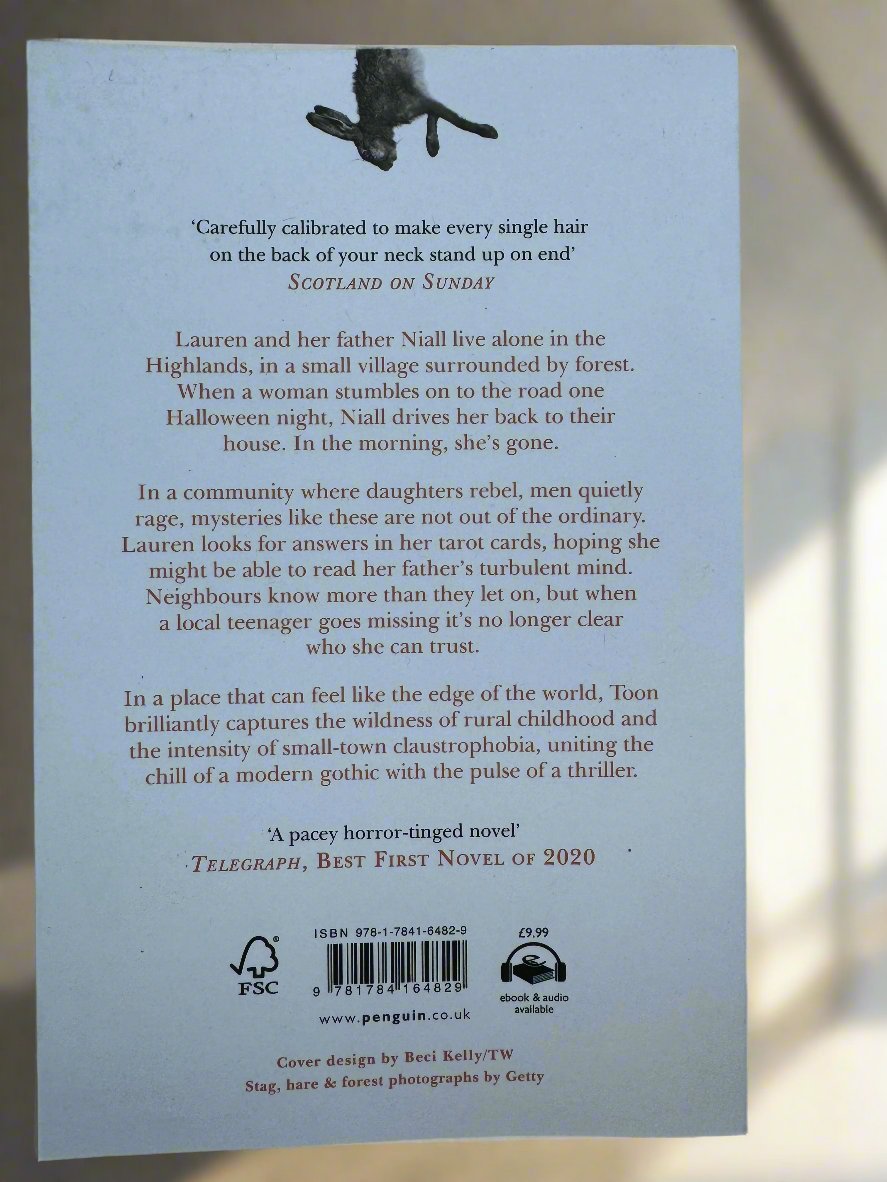 ‘Carefully calibrated to make every single hair
on the back of your neck stand up on end’
SCOTLAND ON SUNDAY
Lauren and her father Niall live alone in the
Highlands, in a small village surrounded by forest.
When a woman stumbles on to the road one
Halloween night, Niall drives her back to their
house. In the morning, she’s gone.
In a community where daughters rebel, men quietly
rage, mysteries like these are not out of the ordinary.
Lauren looks for answers in her tarot cards, hoping she
might be able to read her father’s turbulent mind.
Neighbours know more than they let on, but when
a local teenager goes missing it’s no longer clear
who she can trust.
In a place that can feel like the edge of the world, Toon
brilliantly captures the wildness of rural childhood and
the intensity of small-town claustrophobia, uniting the
chill of a modern gothic with the pulse of a thriller.
‘A pacey horror-tinged novel’
TELEGRAPH, BEST FIRST NOVEL OF 2020
ISBN 978-1-7841-6482-9
£9.99
FSC
®
9 781784 164829
ebook & audio
available
www.penguin.co.uk
Cover design by Beci Kelly/TW
Stag, hare & forest photographs by Getty